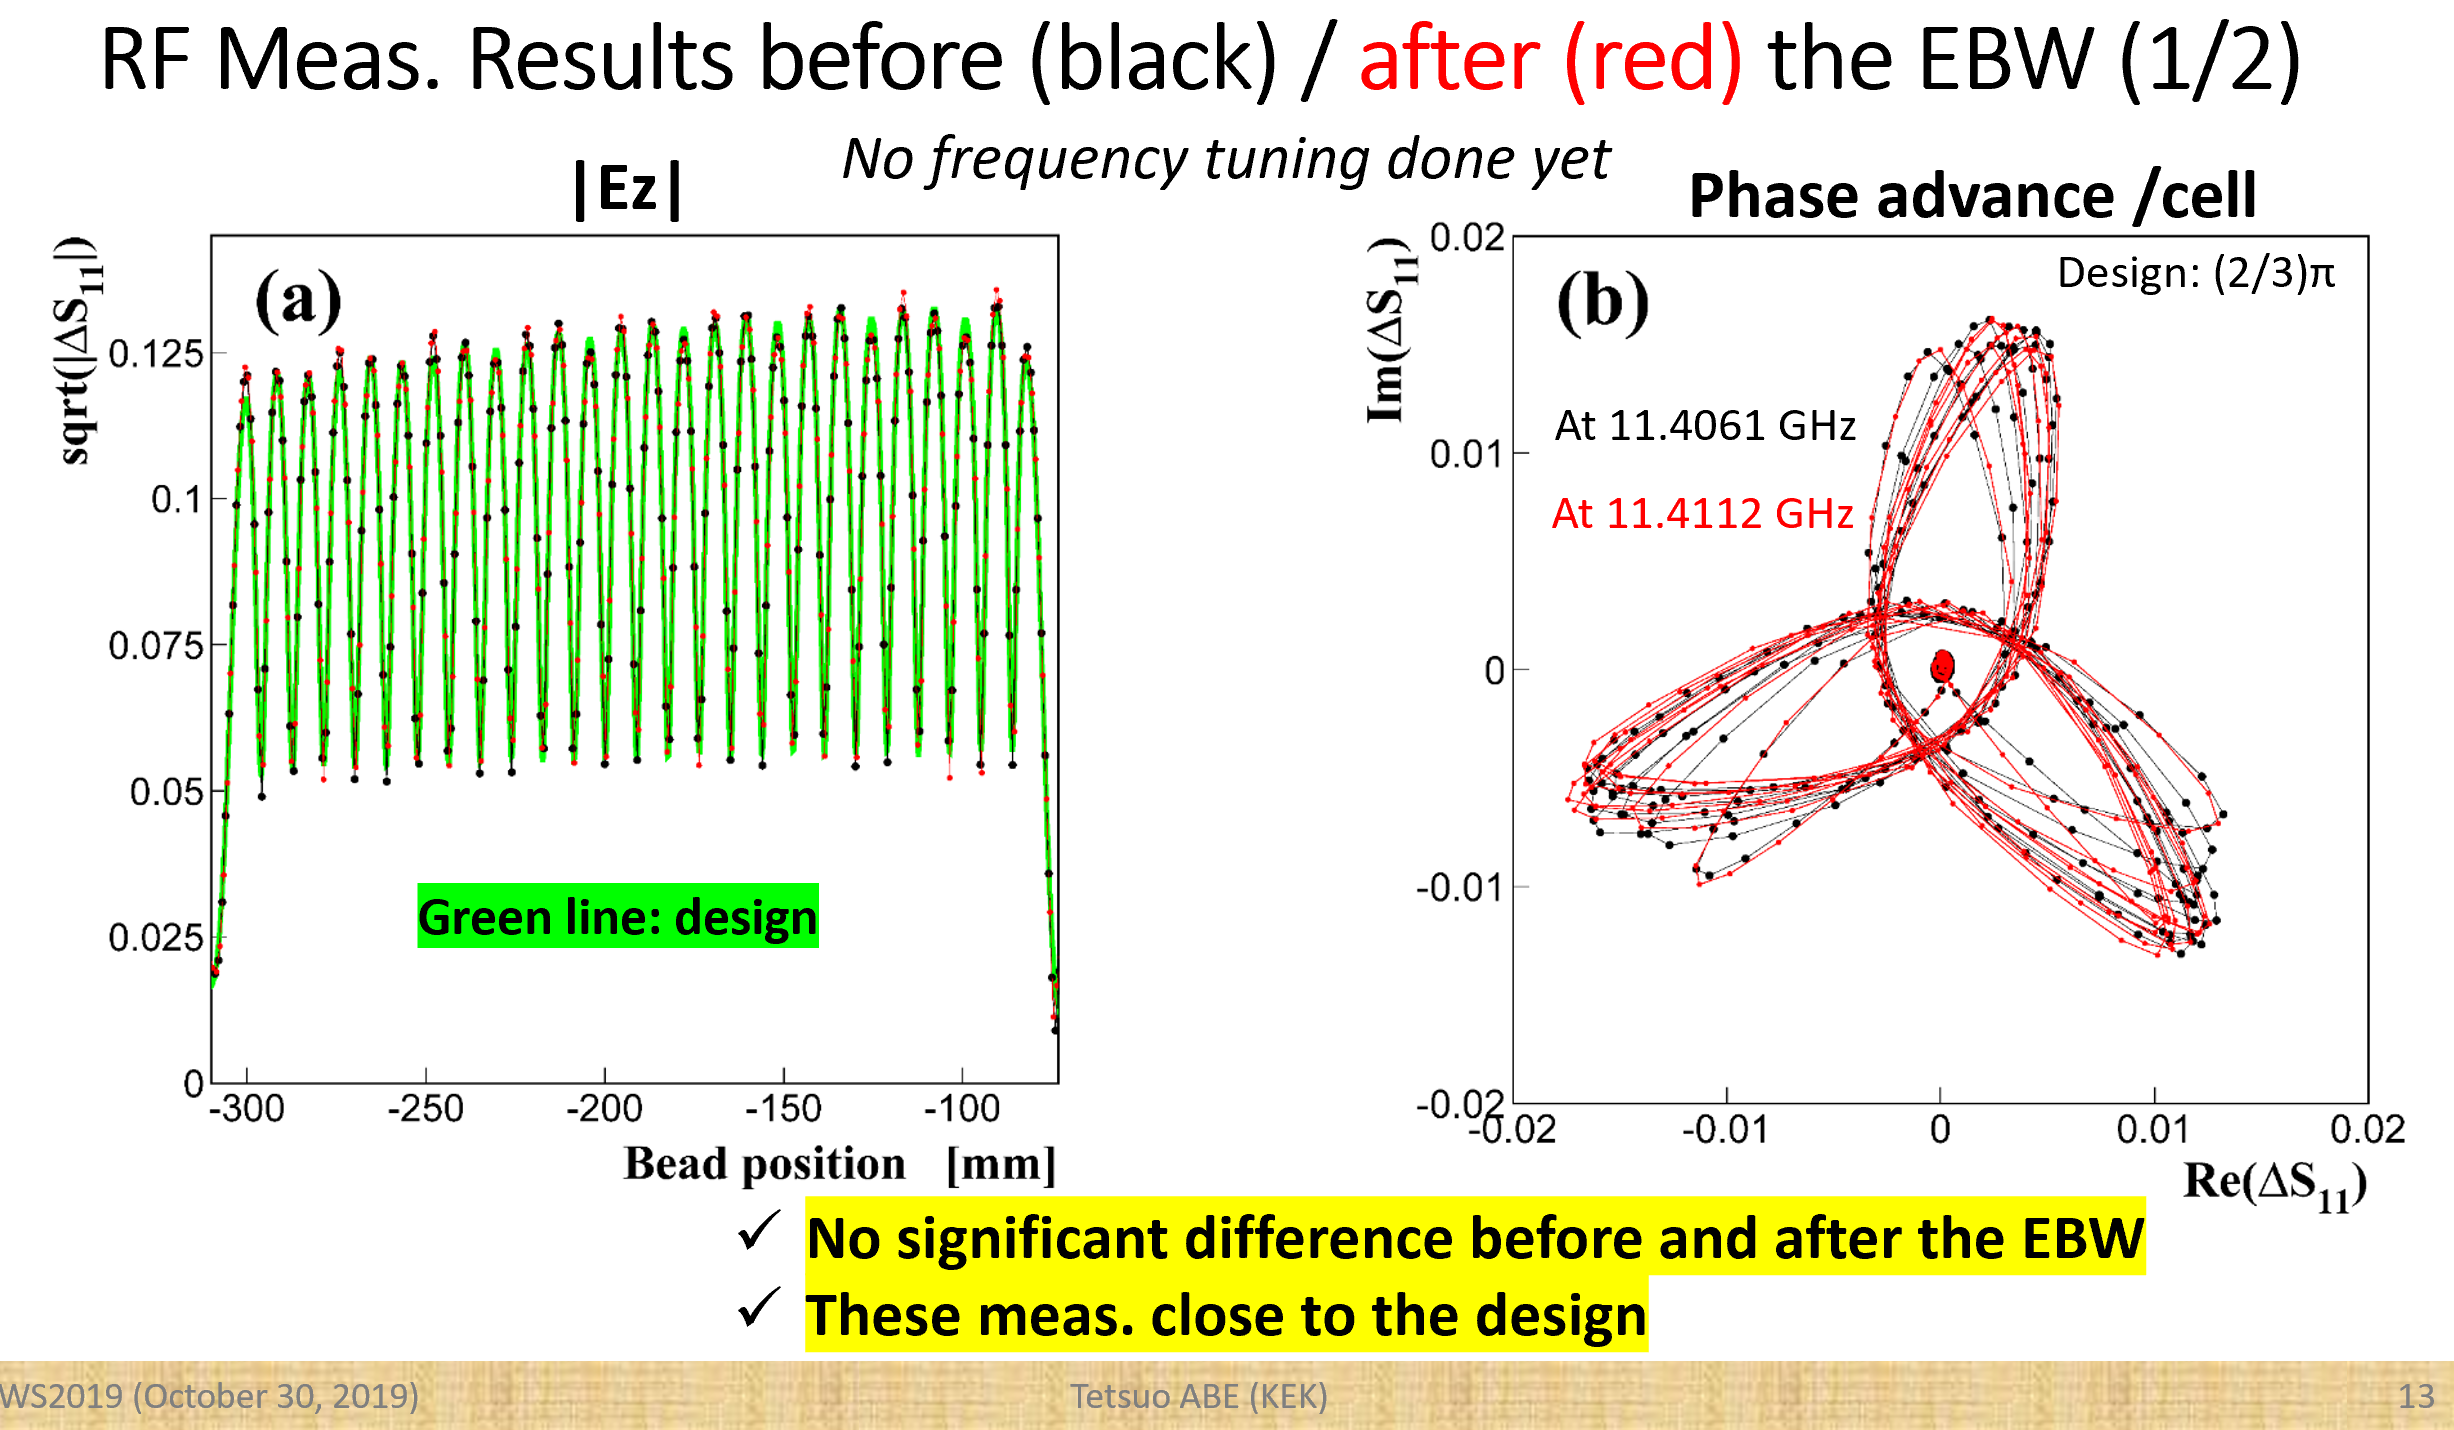 RF Meas. Results before (black) / after (red) the EBW (1/2)
No frequency tuning done yet
|Ez|
sqrt(|ΔS11|)
(a)
0.125
0.1
0.075
0.05
0.025
0
Green line: design
-300 -250 -200 -150 -100
Bead position [mm]
Phase advance /cell
Im(ΔS11)
(b)
Design: (2/3)π
At 11.4061 GHz
At 11.4112 GHz
0.02
0.01
0
-0.01
-0.02
-0.02 -0.01 0 0.01 0.02
Re(ΔS11)
✓ No significant difference before and after the EBW
✓ These meas. close to the design
WS2019 (October 30, 2019)
Tetsuo ABE (KEK)
13